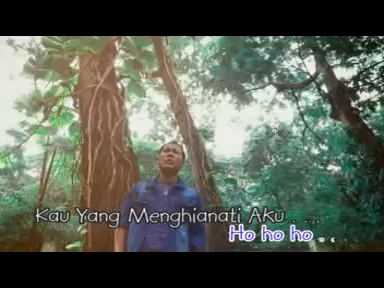 Kau Yang Menghianati Aku . . . .
Ho ho ho . . .